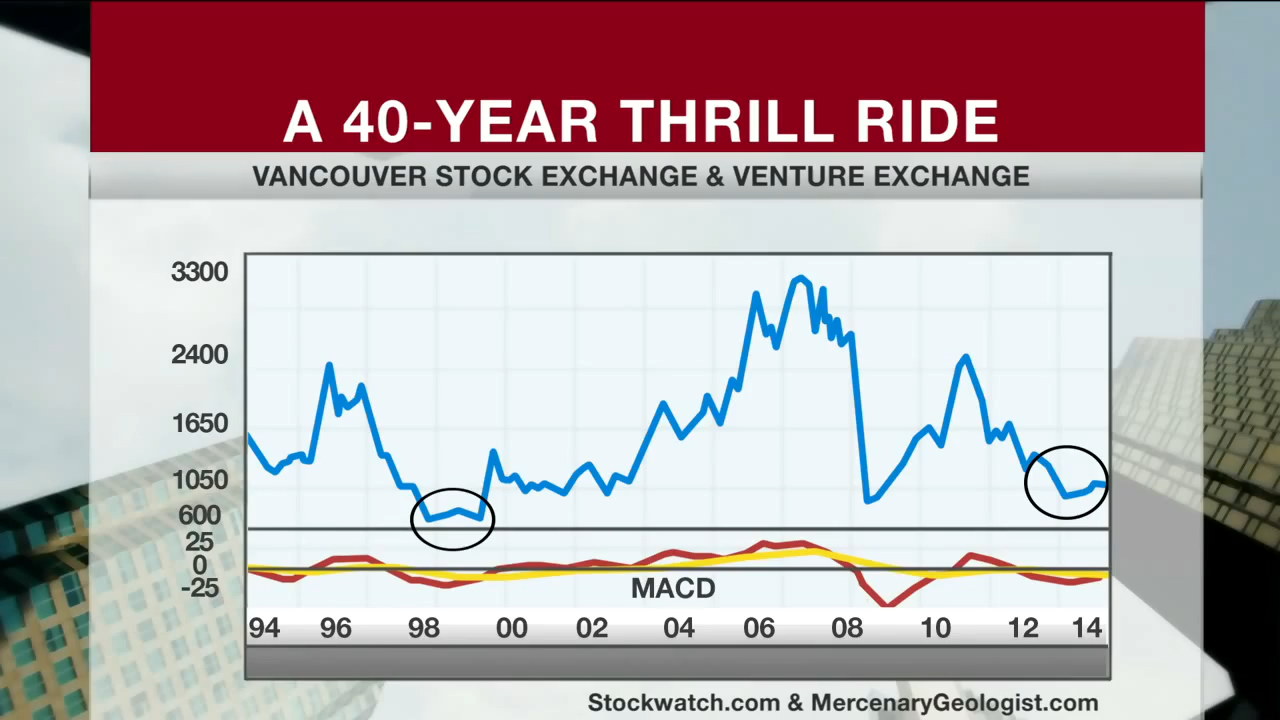 A 40-YEAR THRILL RIDE
VANCOUVER STOCK EXCHANGE & VENTURE EXCHANGE
3300
2400
1650
1050
600
25
0
-25
MACD
94 96 98 00 02 04 06 08 10 12 14
Stockwatch.com & MercenaryGeologist.com